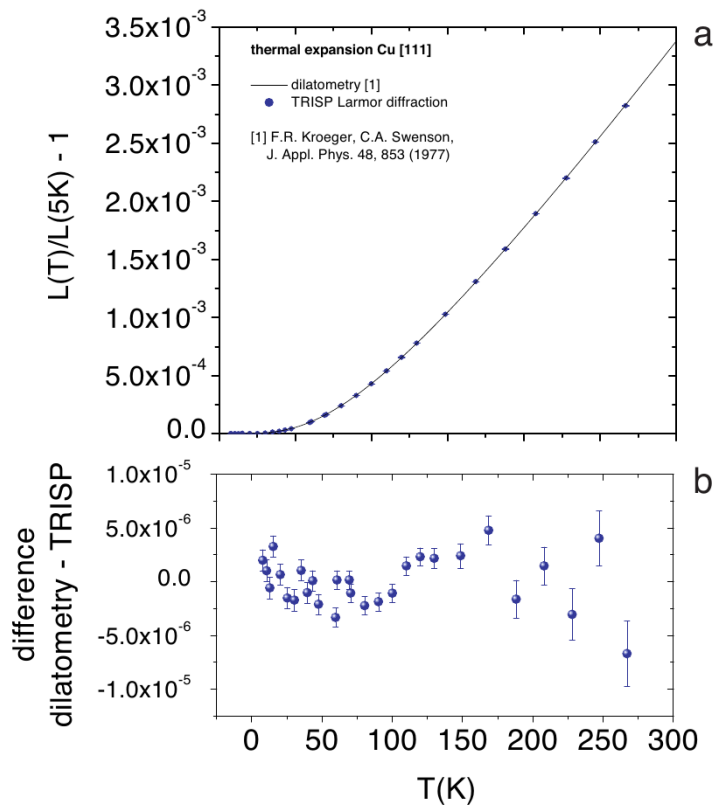 a
thermal expansion Cu [111]
dilatometry [1]
TRISP Larmor diffraction
[1] F.R. Kroeger, C.A. Swenson,
J. Appl. Phys. 48, 853 (1977)
L(T)/L(5K) - 1
3.5x10⁻³
3.0x10⁻³
2.5x10⁻³
2.0x10⁻³
1.5x10⁻³
1.0x10⁻³
5.0x10⁻⁴
0.0
b
difference
dilatometry - TRISP
1.0x10⁻⁵
5.0x10⁻⁶
0.0
-5.0x10⁻⁶
-1.0x10⁻⁵
0 50 100 150 200 250 300
T(K)